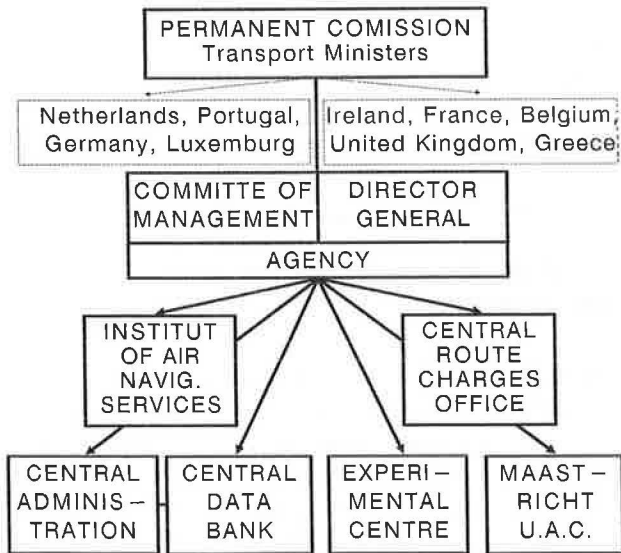 PERMANENT COMISSION
Transport Ministers
Netherlands, Portugal,
Germany, Luxemburg
Ireland, France, Belgium,
United Kingdom, Greece
COMMITTE OF
MANAGEMENT
DIRECTOR
GENERAL
AGENCY
INSTITUT
OF AIR
NAVIG.
SERVICES
CENTRAL
ROUTE
CHARGES
OFFICE
CENTRAL
ADMINIS-
TRATION
CENTRAL
DATA
BANK
EXPERI-
MENTAL
CENTRE
MAAST-
RICHT
U.A.C.